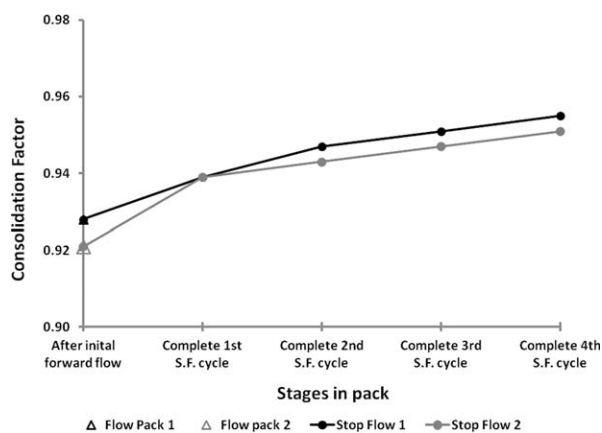 0.98
0.96
0.94
0.92
0.90
Consolidation Factor
After inital
forward flow
Complete 1st
S.F. cycle
Complete 2nd
S.F. cycle
Complete 3rd
S.F. cycle
Complete 4th
S.F. cycle
Stages in pack
Flow Pack 1
Flow pack 2
Stop Flow 1
Stop Flow 2